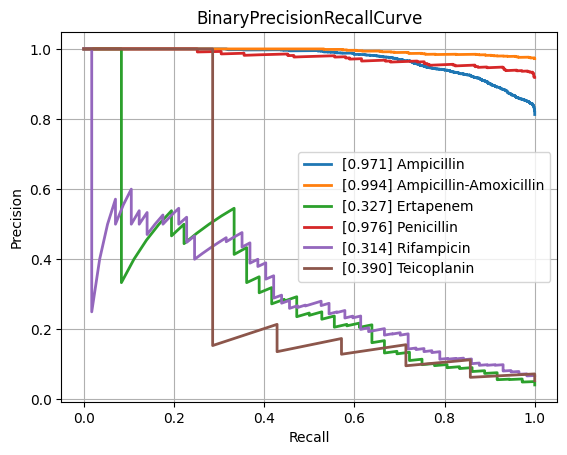 BinaryPrecisionRecallCurve
Precision
1.0
0.8
0.6
0.4
0.2
0.0
[0.971] Ampicillin
[0.994] Ampicillin-Amoxicillin
[0.327] Ertapenem
[0.976] Penicillin
[0.314] Rifampicin
[0.390] Teicoplanin
0.0 0.2 0.4 0.6 0.8 1.0
Recall